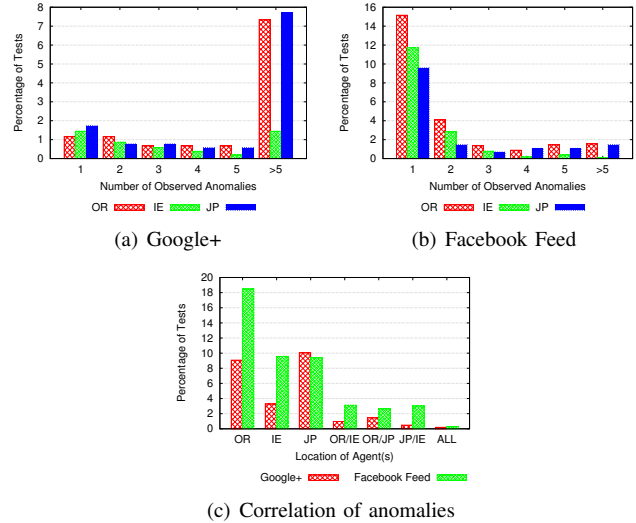 8
7
6
5
4
3
2
1
0
Percentage of Tests
1 2 3 4 5 >5
Number of Observed Anomalies
OR IE JP
(a) Google+
16
14
12
10
8
6
4
2
0
Percentage of Tests
1 2 3 4 5 >5
Number of Observed Anomalies
OR IE JP
(b) Facebook Feed
20
18
16
14
12
10
8
6
4
2
0
Percentage of Tests
OR IE JP OR/IE OR/JP JP/IE ALL
Location of Agent(s)
Google+ Facebook Feed
(c) Correlation of anomalies